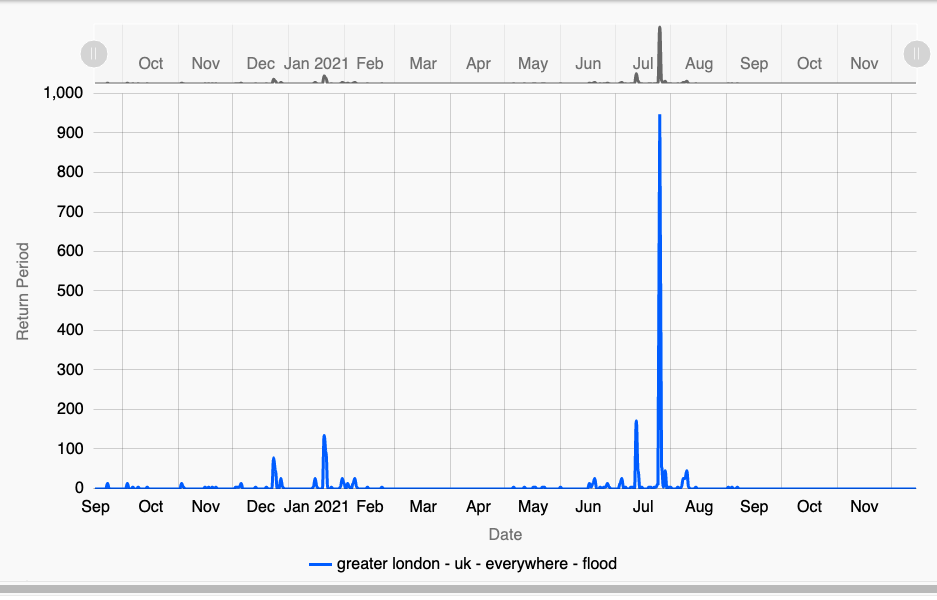 Oct Nov Dec Jan 2021 Feb Mar Apr May Jun Jul Aug Sep Oct Nov
1,000
900
800
700
600
500
400
300
200
100
0
Return Period
Sep Oct Nov Dec Jan 2021 Feb Mar Apr May Jun Jul Aug Sep Oct Nov
Date
greater london - uk - everywhere - flood